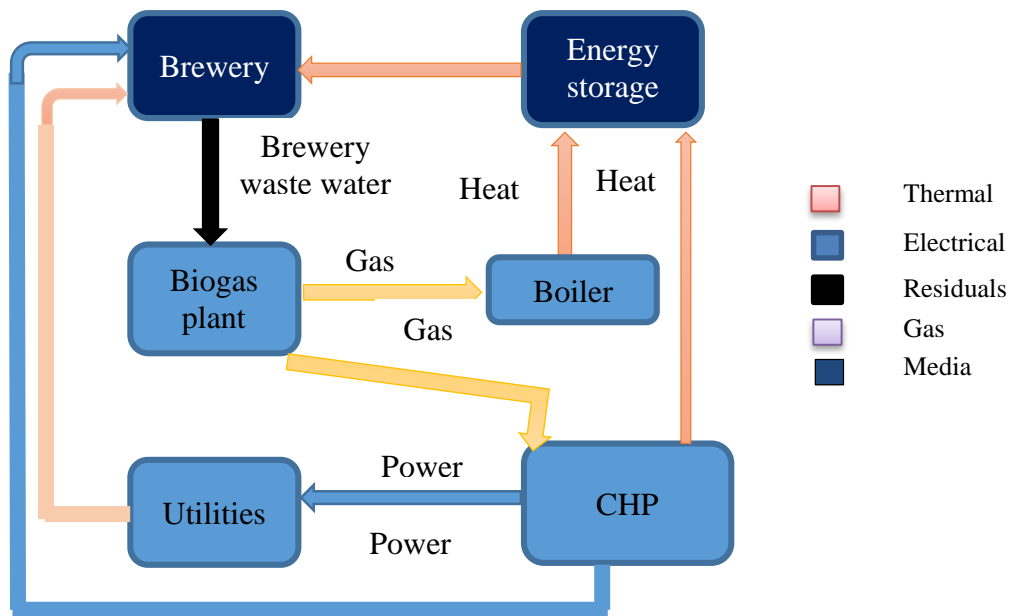 Brewery
Energy
storage
Brewery
waste water
Heat
Heat
Thermal
Electrical
Residuals
Gas
Media
Biogas
plant
Gas
Boiler
Gas
Utilities
Power
CHP
Power